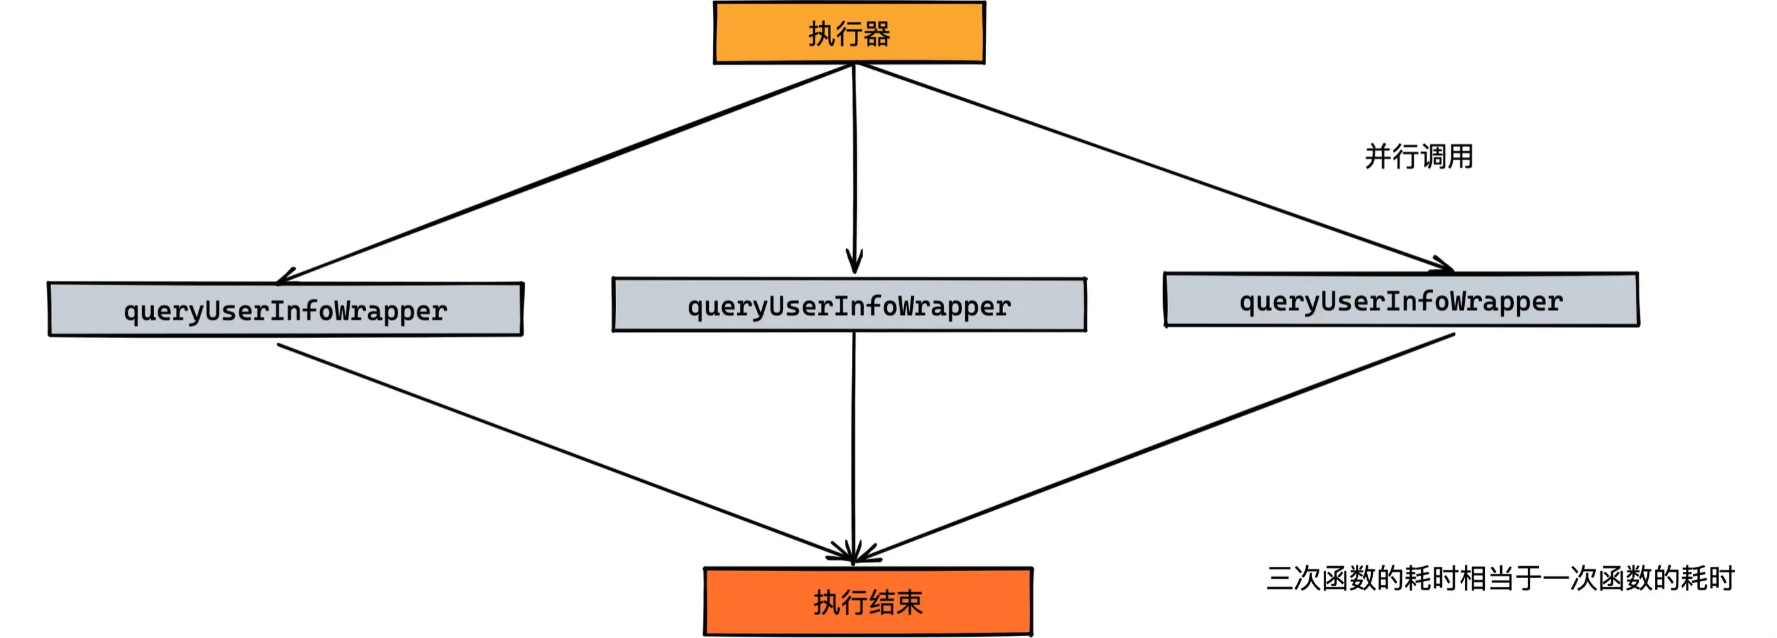 执行器
并行调用
queryUserInfoWrapper
queryUserInfoWrapper
queryUserInfoWrapper
三次函数的耗时相当于一次函数的耗时
执行结束